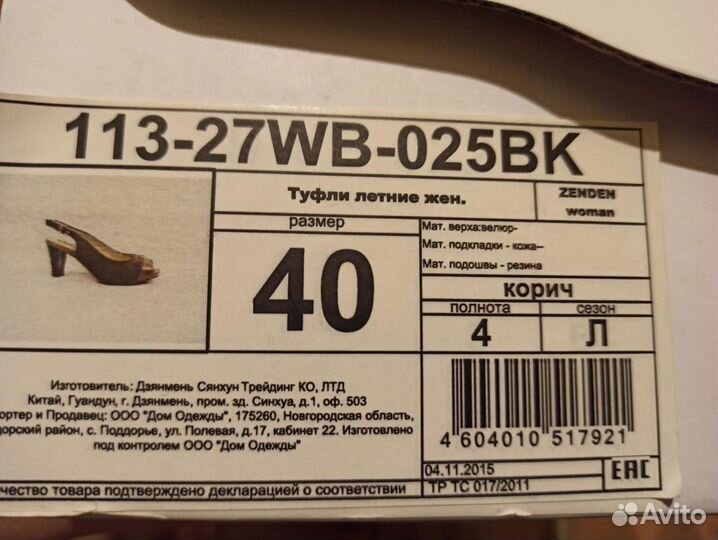 113-27WB-025BK
Туфли летние жен.
ZENDEN
woman
размер
40
Мат. верха:велюр-
Мат. подкладки - кожа--
Мат. подошвы - резина
корич
полнота
сезон
4
Л
Изготовитель: Дзянмень Сянхун Трейдинг КО, ЛТД
Китай, Гуандун, г. Дзянмень, пром. зд. Синхуа, д.1, оф. 503
ортер и Продавец: ООО "Дом Одежды", 175260, Новгородская область,
дорский район, с. Поддорье, ул. Полевая, д.17, кабинет 22. Изготовлено
под контролем ООО "Дом Одежды"
4 604010 517921
04.11.2015
ТР ТС 017/2011
EAC
чество товара подтверждено декларацией о соответствии
Avito